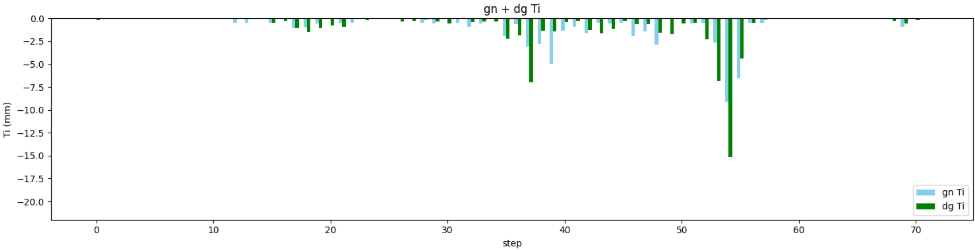 gn + dg Ti
0.0
−2.5
−5.0
−7.5
−10.0
−12.5
−15.0
−17.5
−20.0
Ti (mm)
0 10 20 30 40 50 60 70
step
gn Ti
dg Ti